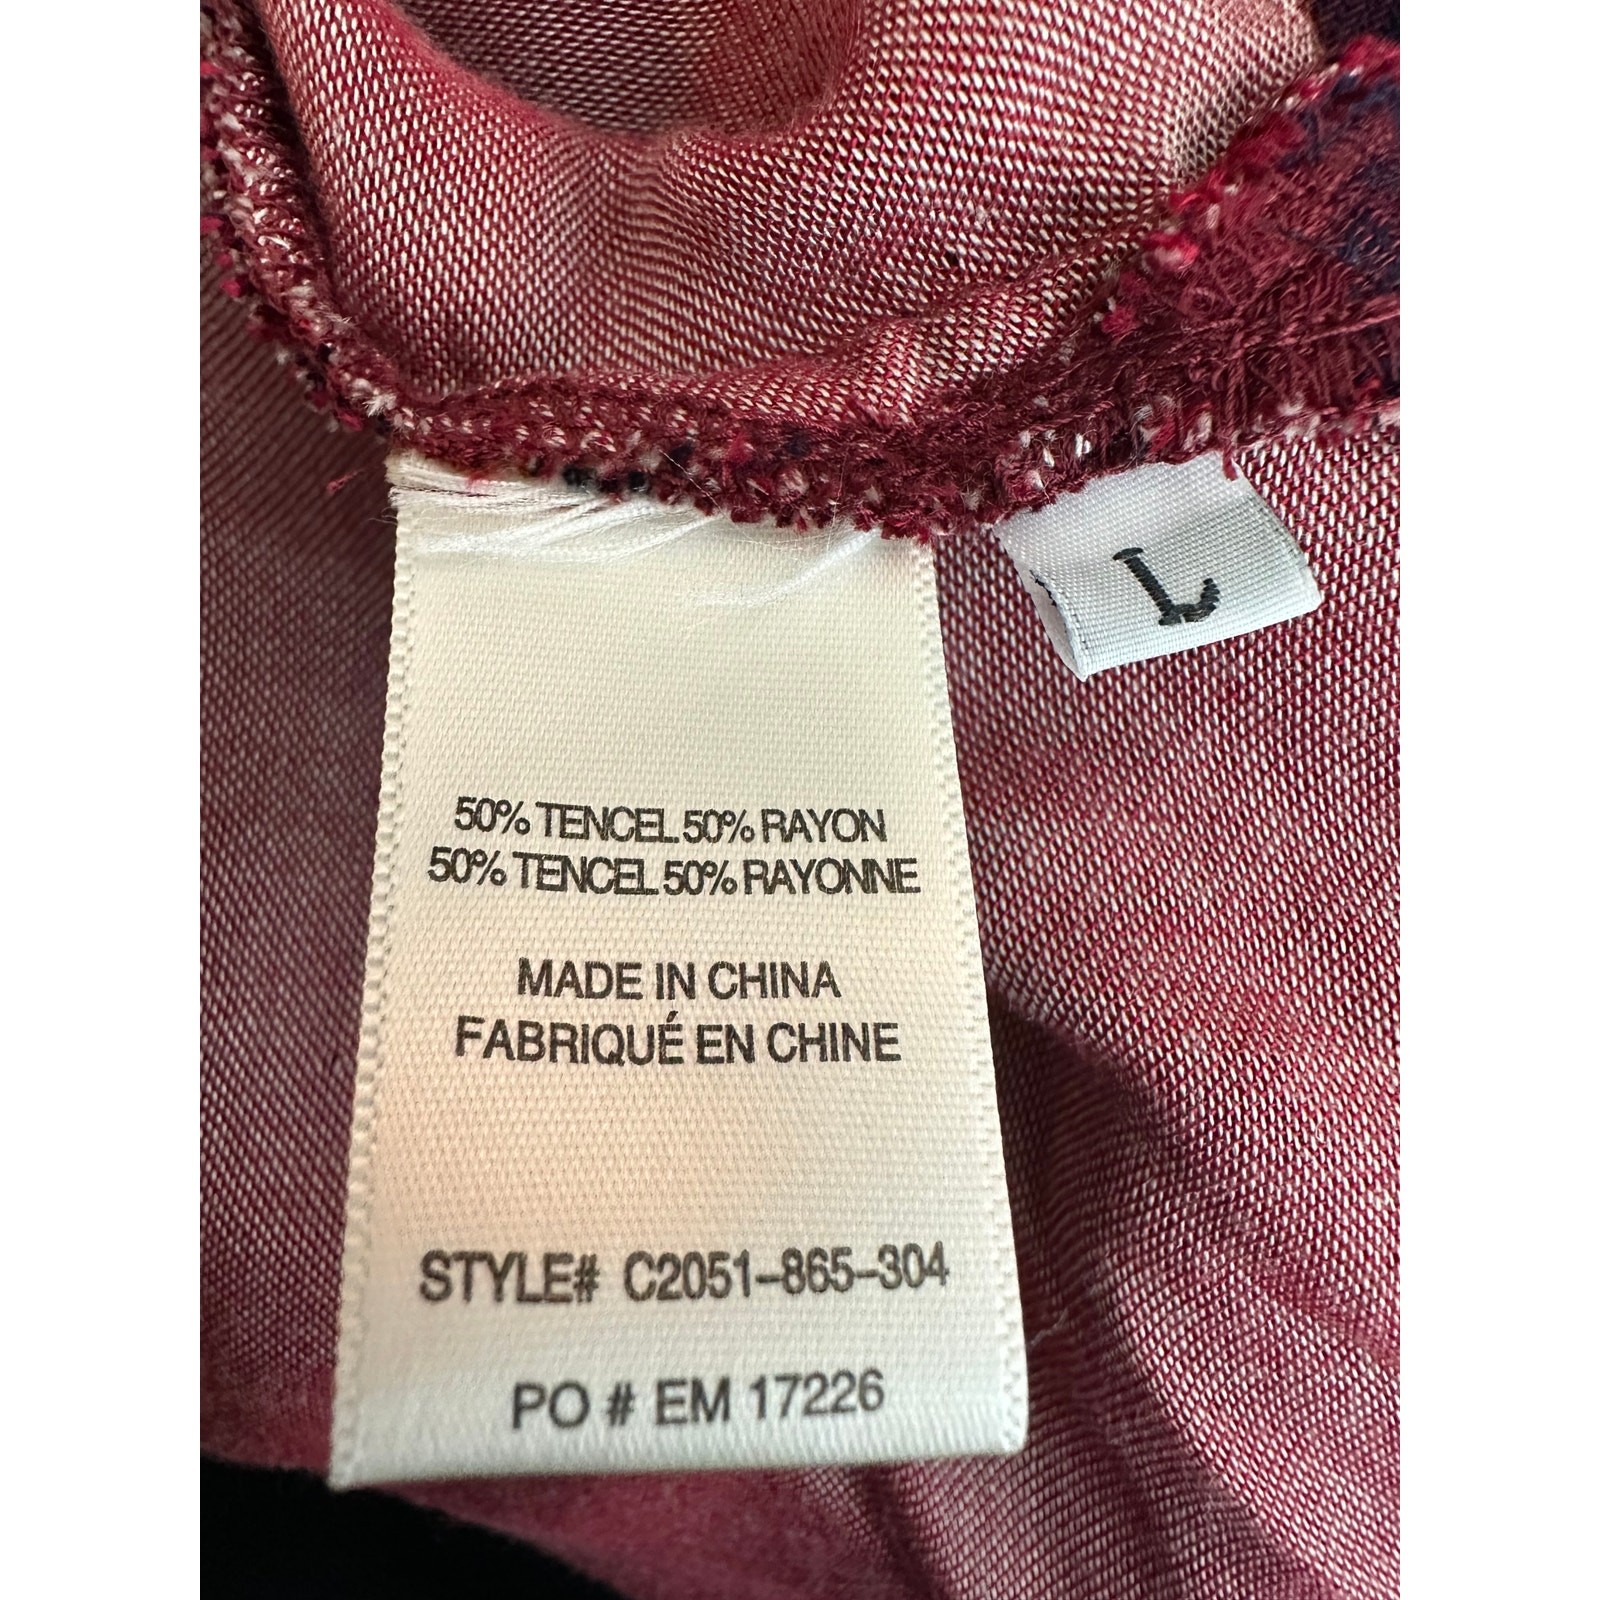 L
50% TENCEL 50% RAYON
50% TENCEL 50% RAYONNE
MADE IN CHINA
FABRIQUÉ EN CHINE
STYLE# C2051-865-304
PO # EM 17226